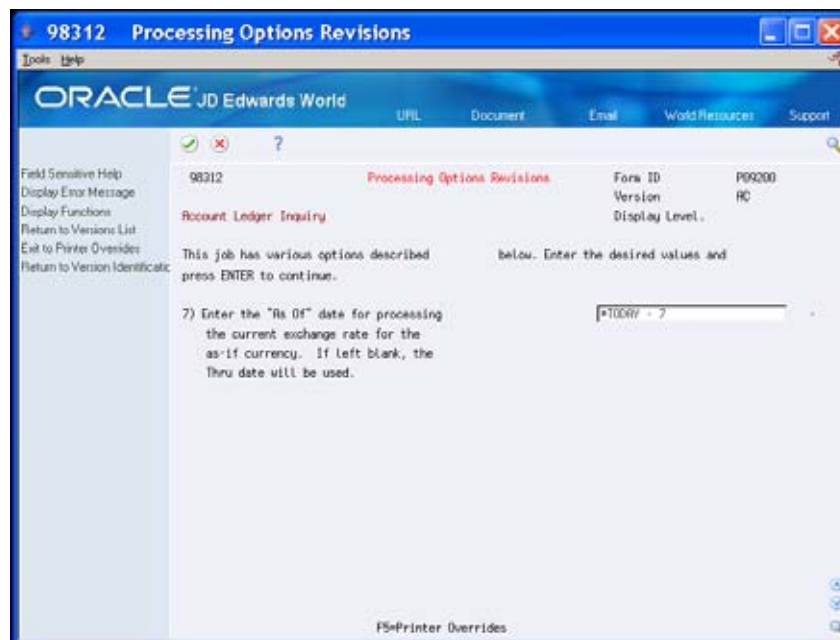 98312 Processing Options Revisions
Tools Help
ORACLE JD Edwards World
URL Document Email World Resources Support
?
Field Sensitive Help
Display Error Message
Display Functions
Return to Versions List
Exit to Printer Overrides
Return to Version Identificatic
98312 Processing Options Revisions Form ID P09200
Version AC
Account Ledger Inquiry Display Level.
This job has various options described below. Enter the desired values and
press ENTER to continue.
7) Enter the "As Of" date for processing *TODAY - 7
the current exchange rate for the
as-if currency. If left blank, the
Thru date will be used.
F5=Printer Overrides